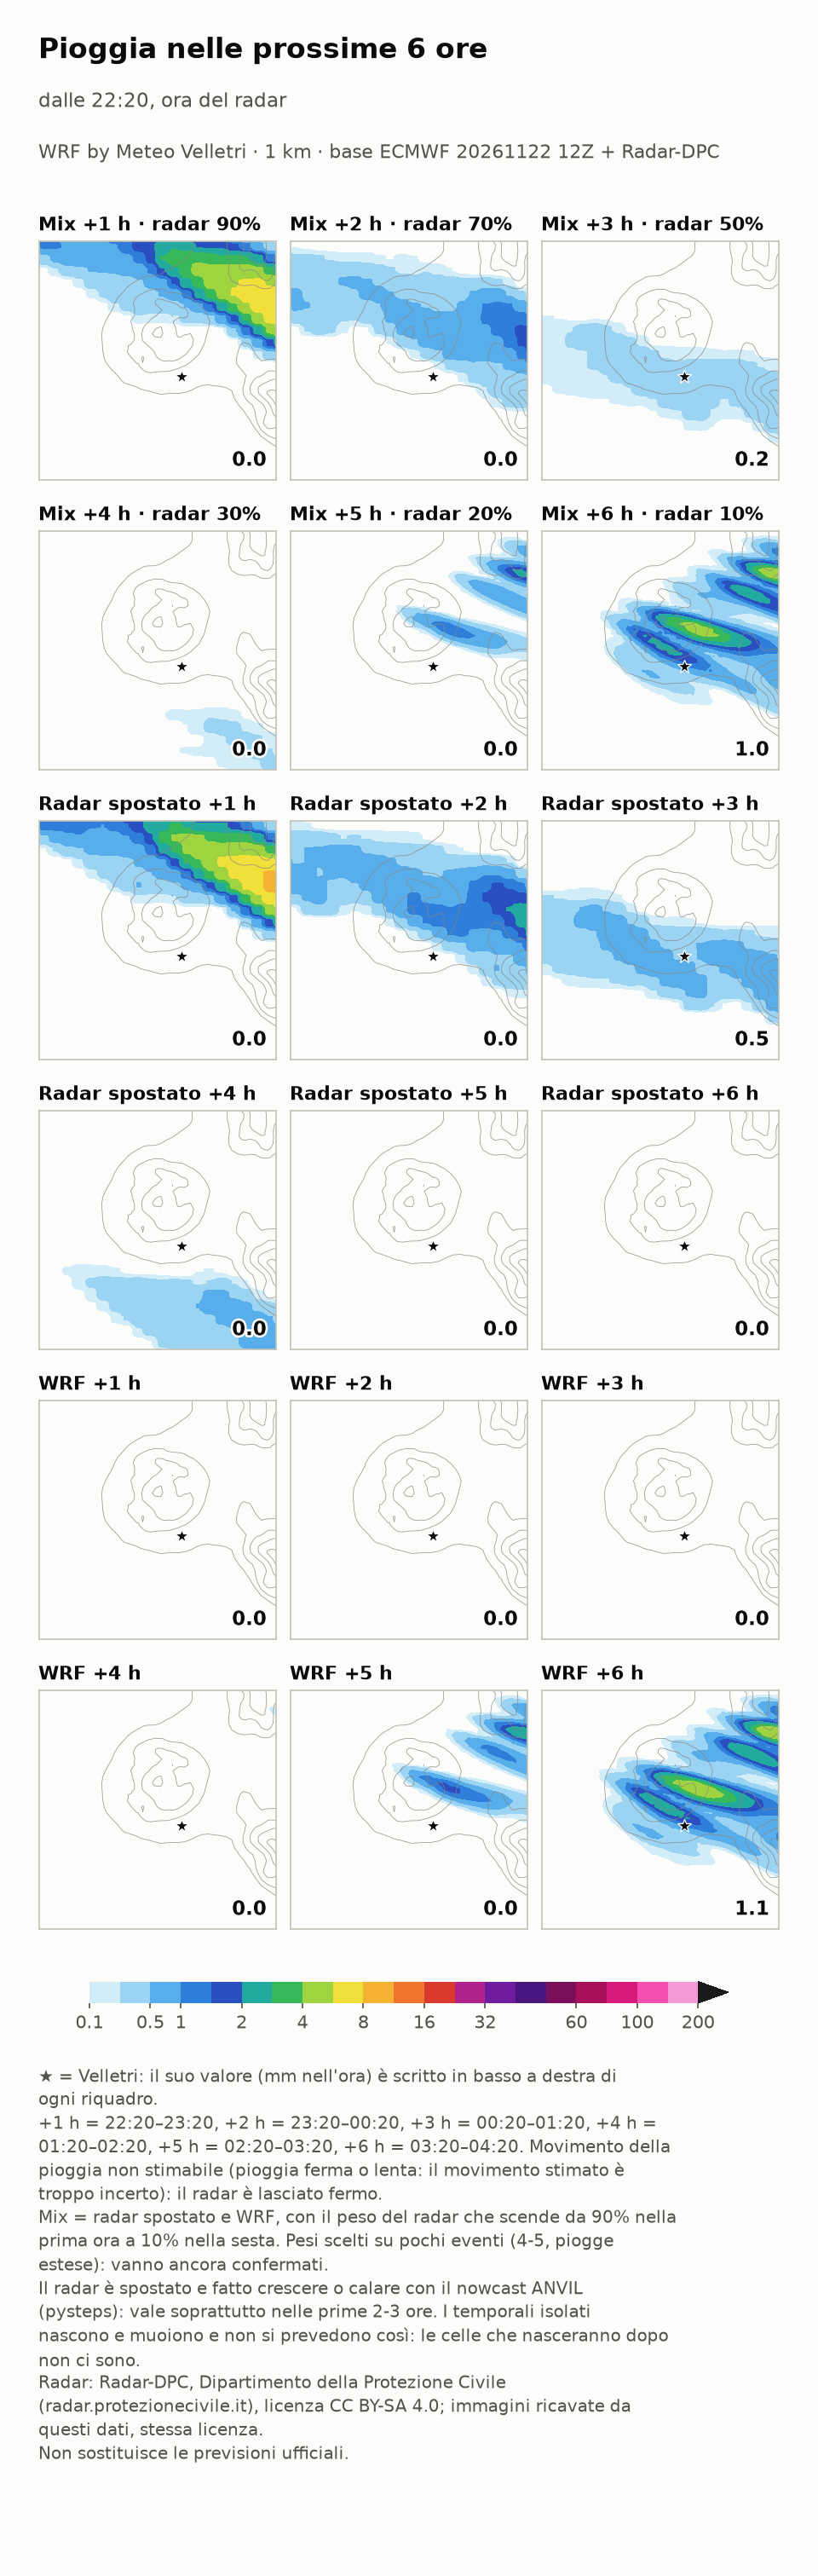 Pioggia nelle prossime 6 ore
dalle 22:20, ora del radar
WRF by Meteo Velletri · 1 km · base ECMWF 20261122 12Z + Radar-DPC
Mix +1 h · radar 90%
Mix +2 h · radar 70%
Mix +3 h · radar 50%
0.0
0.0
0.2
Mix +4 h · radar 30%
Mix +5 h · radar 20%
Mix +6 h · radar 10%
0.0
0.0
1.0
Radar spostato +1 h
Radar spostato +2 h
Radar spostato +3 h
0.0
0.0
0.5
Radar spostato +4 h
Radar spostato +5 h
Radar spostato +6 h
0.0
0.0
0.0
WRF +1 h
WRF +2 h
WRF +3 h
0.0
0.0
0.0
WRF +4 h
WRF +5 h
WRF +6 h
0.0
0.0
1.1
0.1 0.5 1 2 4 8 16 32 60 100 200
★ = Velletri: il suo valore (mm nell'ora) è scritto in basso a destra di
ogni riquadro.
+1 h = 22:20–23:20, +2 h = 23:20–00:20, +3 h = 00:20–01:20, +4 h =
01:20–02:20, +5 h = 02:20–03:20, +6 h = 03:20–04:20. Movimento della
pioggia non stimabile (pioggia ferma o lenta: il movimento stimato è
troppo incerto): il radar è lasciato fermo.
Mix = radar spostato e WRF, con il peso del radar che scende da 90% nella
prima ora a 10% nella sesta. Pesi scelti su pochi eventi (4-5, piogge
estese): vanno ancora confermati.
Il radar è spostato e fatto crescere o calare con il nowcast ANVIL
(pysteps): vale soprattutto nelle prime 2-3 ore. I temporali isolati
nascono e muoiono e non si prevedono così: le celle che nasceranno dopo
non ci sono.
Radar: Radar-DPC, Dipartimento della Protezione Civile
(radar.protezionecivile.it), licenza CC BY-SA 4.0; immagini ricavate da
questi dati, stessa licenza.
Non sostituisce le previsioni ufficiali.